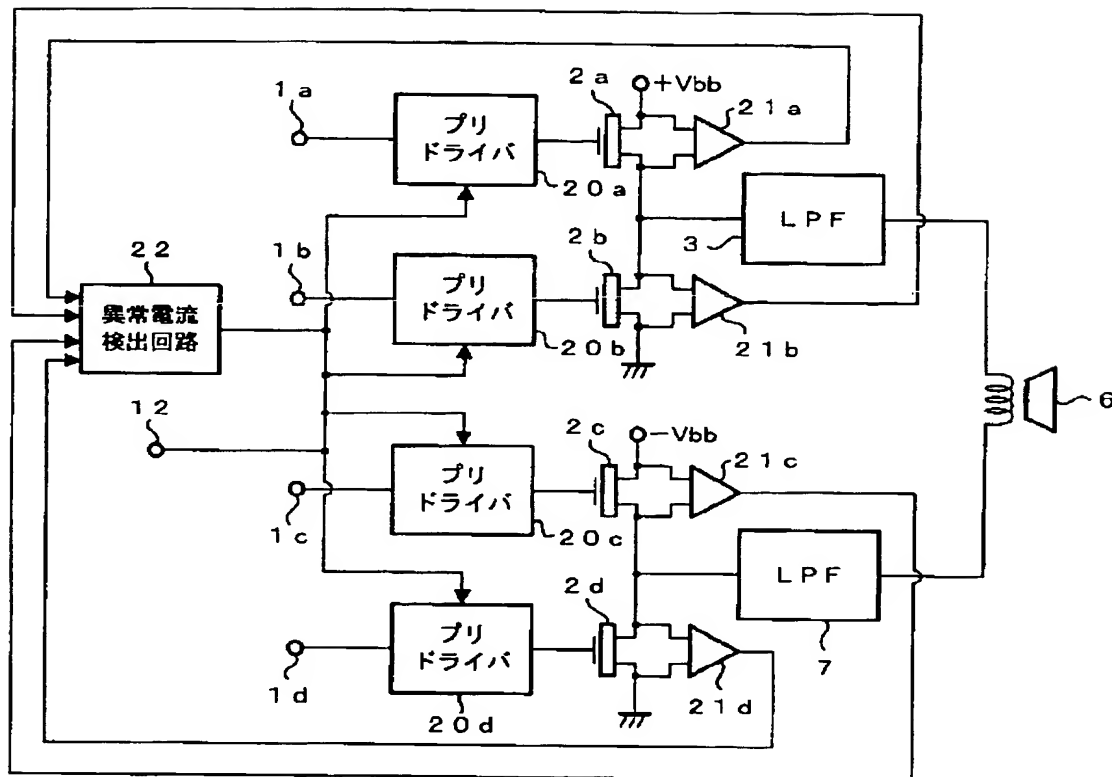 1a
プリ
ドライバ
20a
2a
+Vbb
21a
LPF
3
22
異常電流
検出回路
1b
プリ
ドライバ
20b
2b
21b
6
12
1c
プリ
ドライバ
20c
2c
-Vbb
21c
LPF
7
1d
プリ
ドライバ
20d
2d
21d